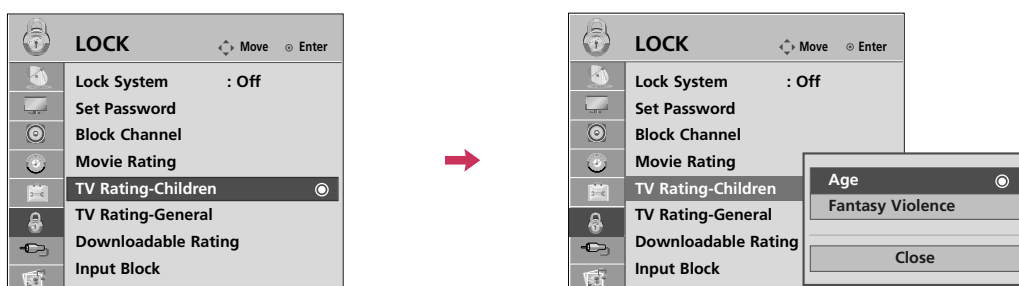 LOCK Move Enter
Lock System : Off
Set Password
Block Channel
Movie Rating
TV Rating-Children
TV Rating-General
Downloadable Rating
Input Block
LOCK Move Enter
Lock System : Off
Set Password
Block Channel
Movie Rating
TV Rating-Children
TV Rating-General
Downloadable Rating
Input Block
Age
Fantasy Violence
Close